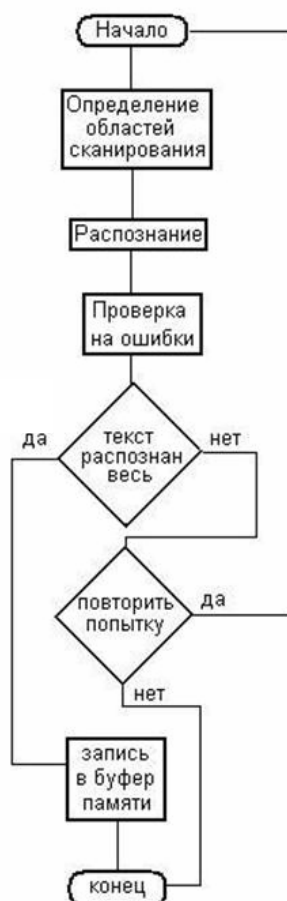 Начало
Определение
областей
сканирования
Распознание
Проверка
на ошибки
да
текст
распознан
весь
нет
повторить
попытку
да
нет
запись
в буфер
памяти
конец